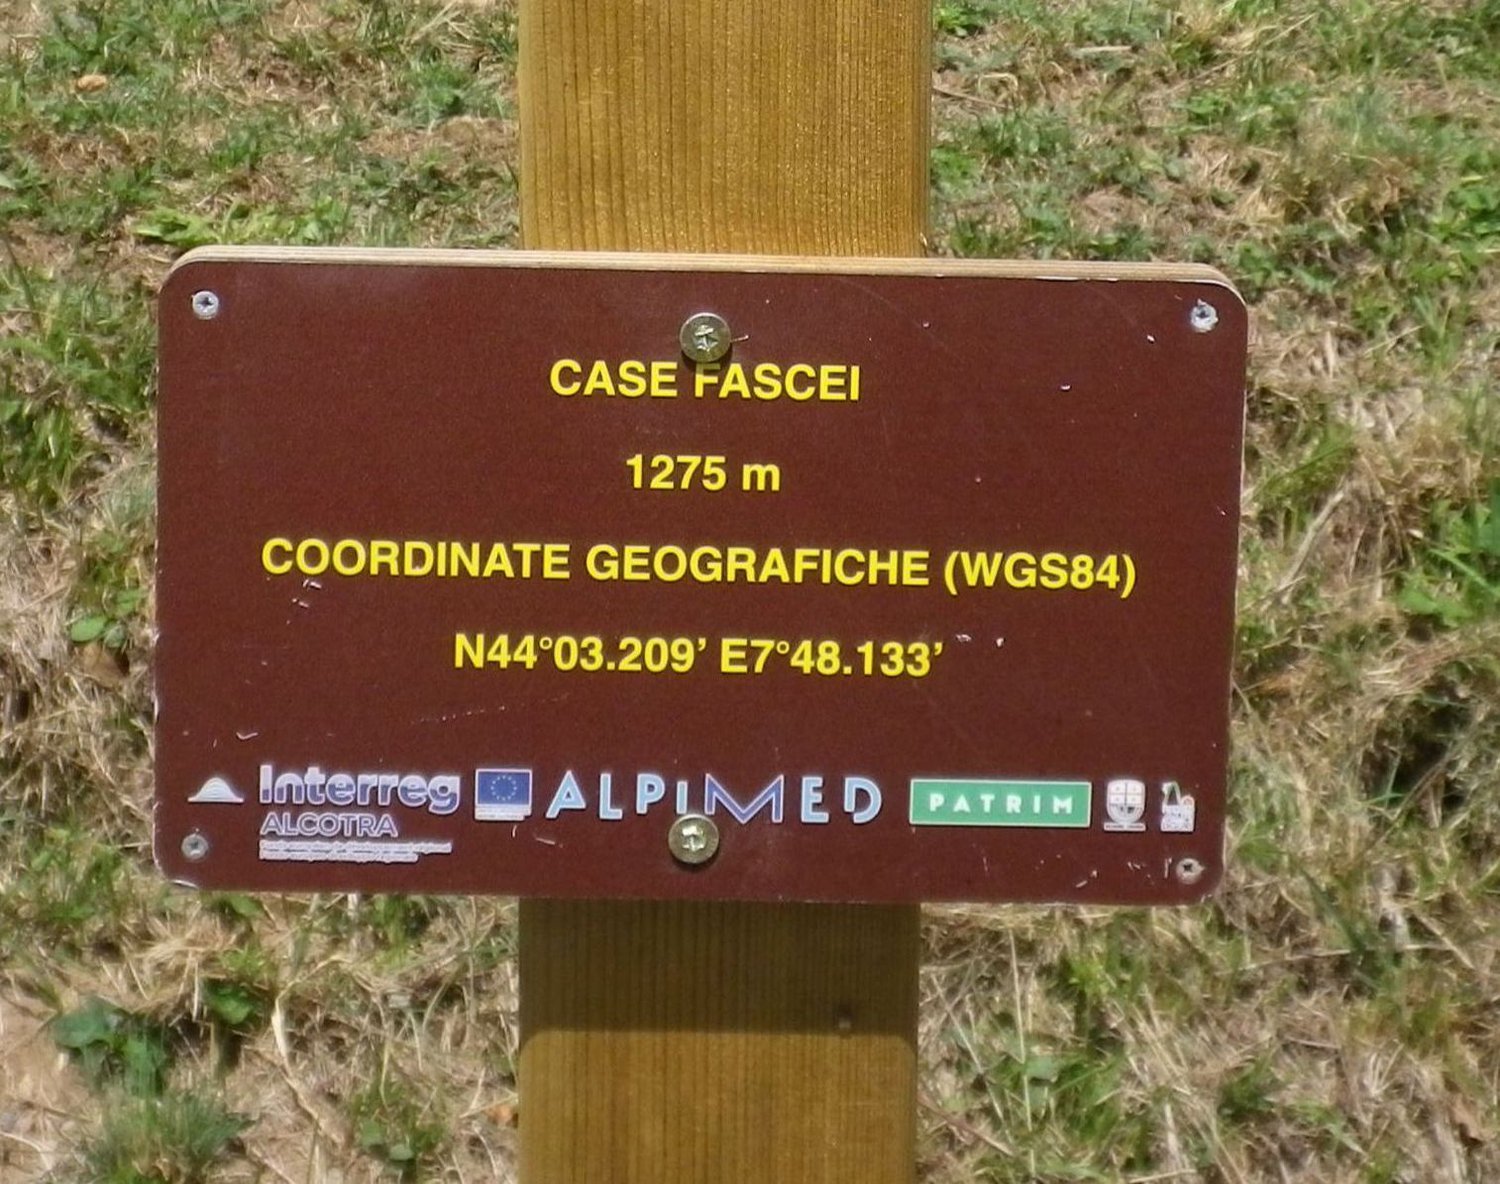 CASE FASCEI
1275 m
COORDINATE GEOGRAFICHE (WGS84)
N44°03.209’ E7°48.133’
Interreg
ALCOTRA
ALPIMED
PATRIM